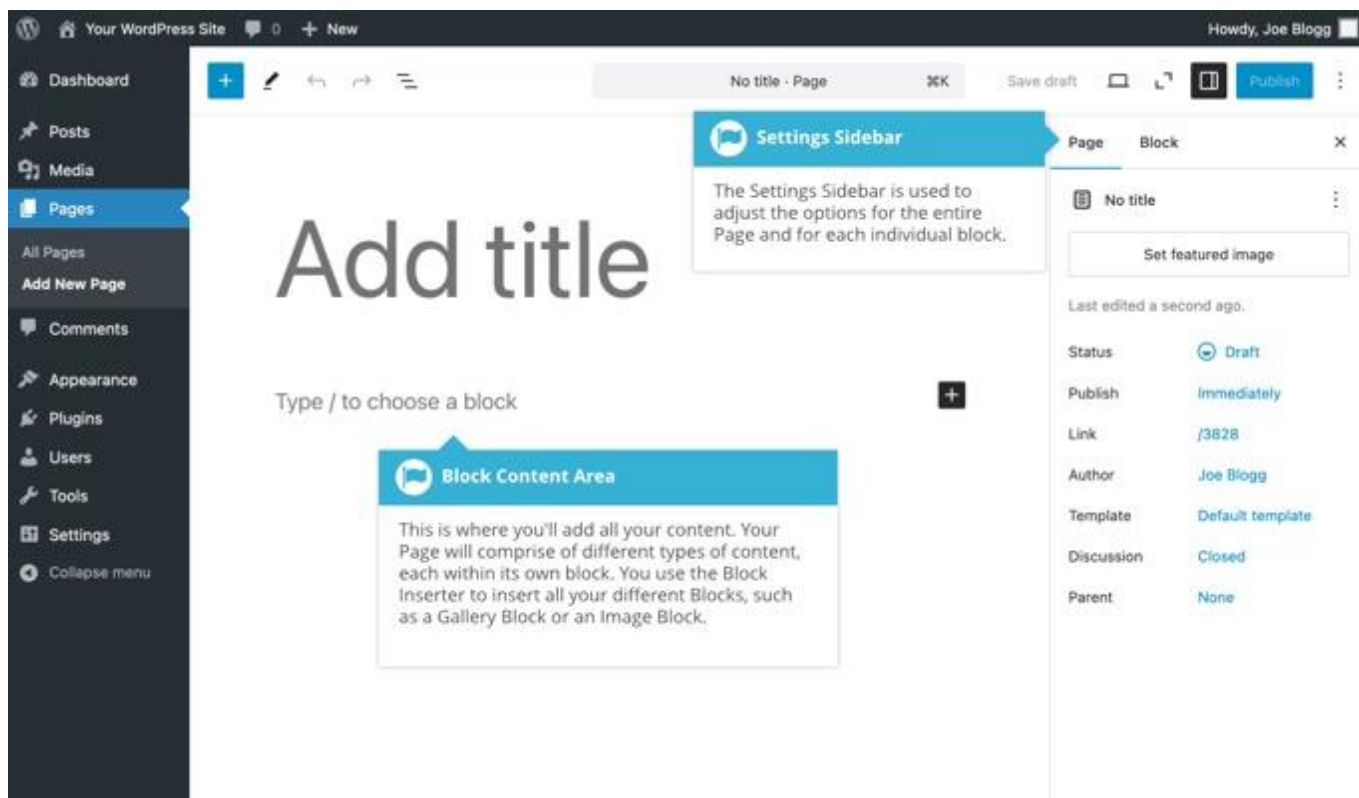 Your WordPress Site 0 + New
Howdy, Joe Blogg
Dashboard
Posts
Media
Pages
All Pages
Add New Page
Comments
Appearance
Plugins
Users
Tools
Settings
Collapse menu
No title · Page ⌘K
Save draft
Publish
Add title
Type / to choose a block
Settings Sidebar
The Settings Sidebar is used to
adjust the options for the entire
Page and for each individual block.
Block Content Area
This is where you'll add all your content. Your
Page will comprise of different types of content,
each within its own block. You use the Block
Inserter to insert all your different Blocks, such
as a Gallery Block or an Image Block.
Page Block
No title
Set featured image
Last edited a second ago.
Status Draft
Publish Immediately
Link /3828
Author Joe Blogg
Template Default template
Discussion Closed
Parent None